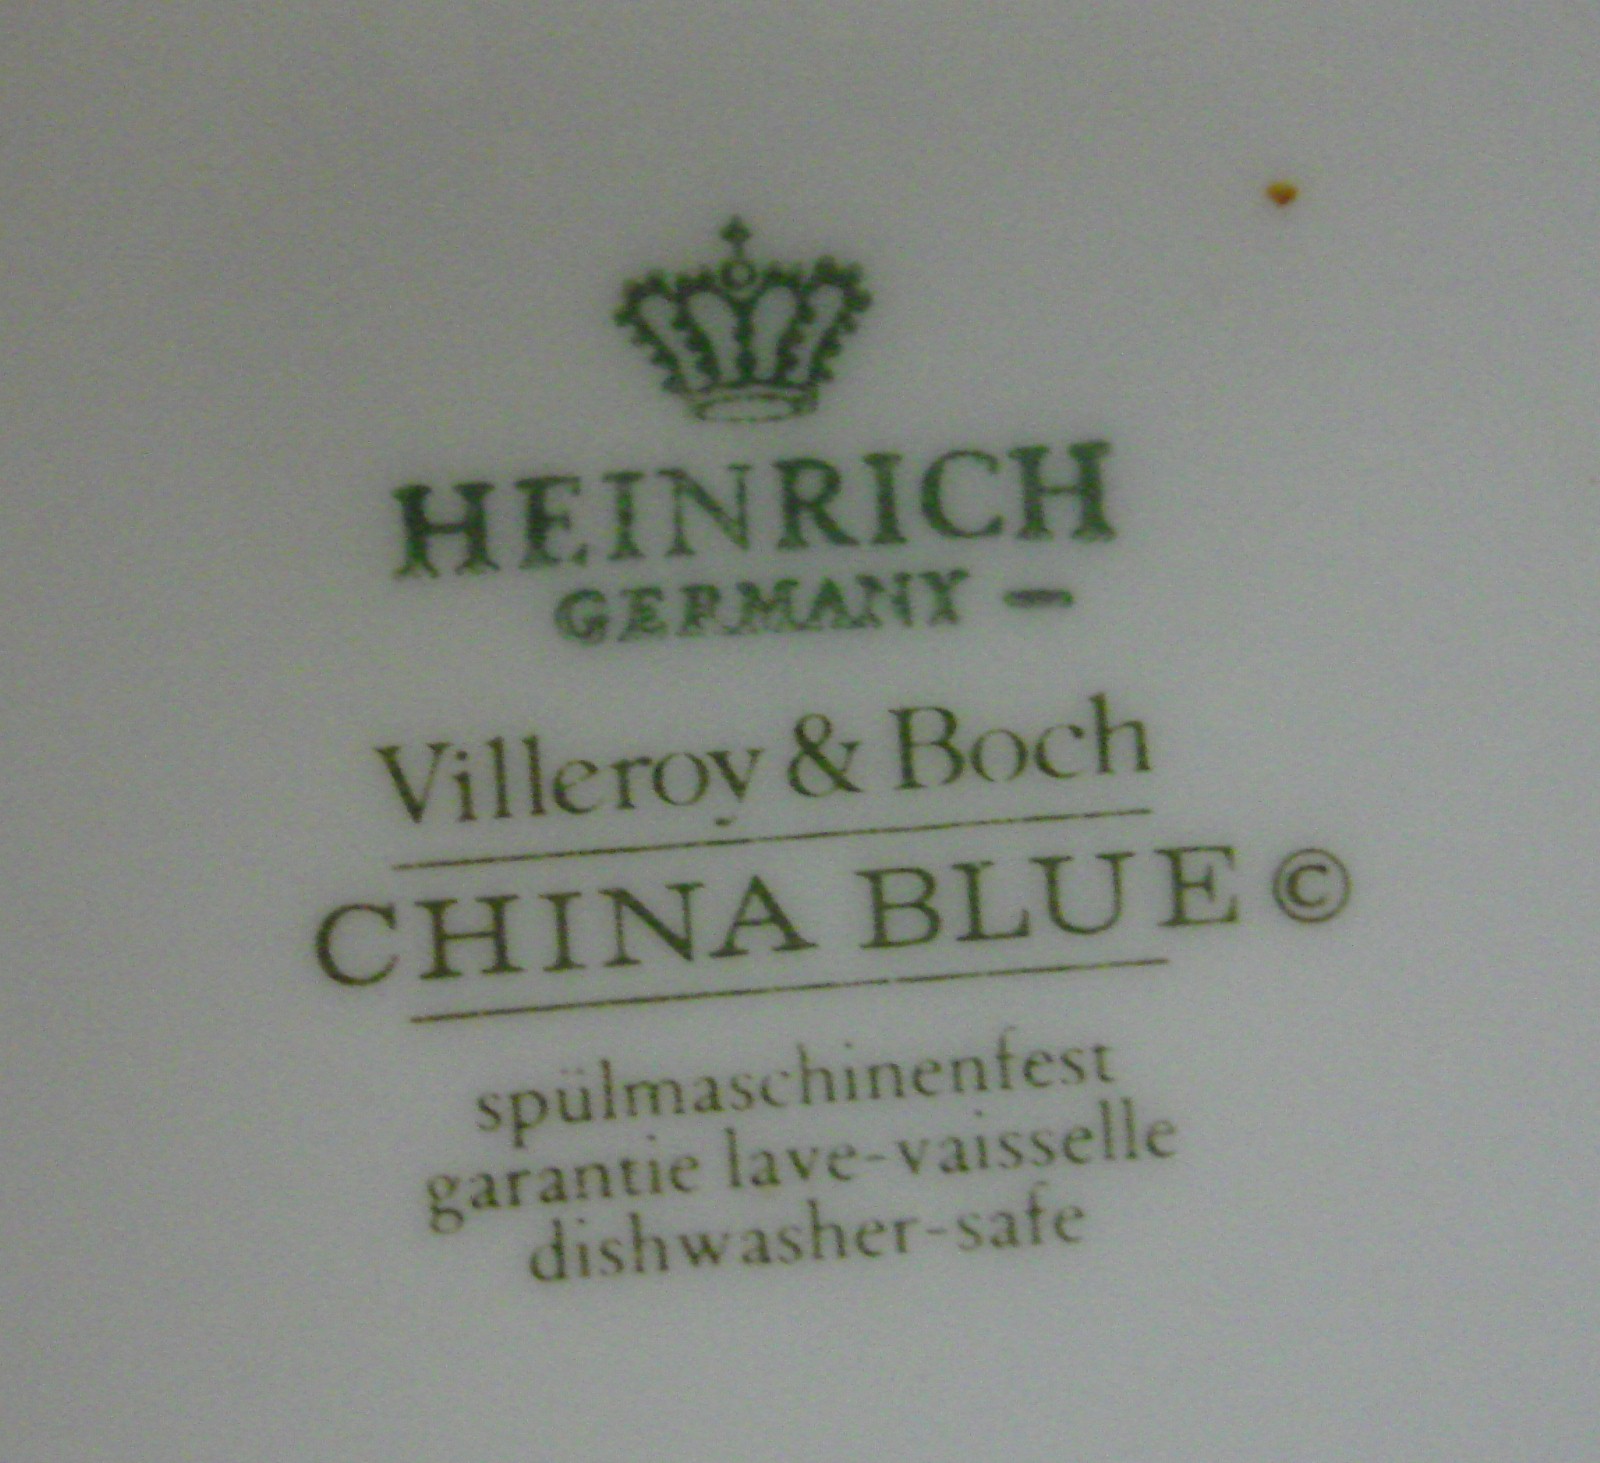 HEINRICH
GERMANY –
Villeroy & Boch
CHINA BLUE ©
spülmaschinenfest
garantie lave-vaisselle
dishwasher-safe